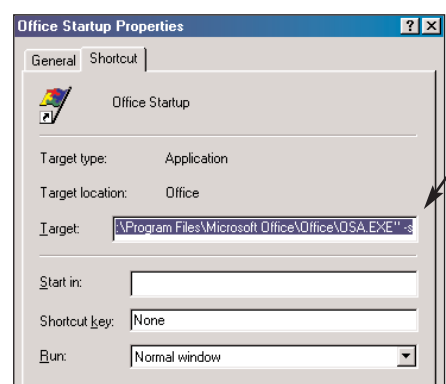 Office Startup Properties
General Shortcut
Office Startup
Target type: Application
Target location: Office
Target: :\Program Files\Microsoft Office\Office\OSA.EXE" -s
Start in:
Shortcut key: None
Run: Normal window